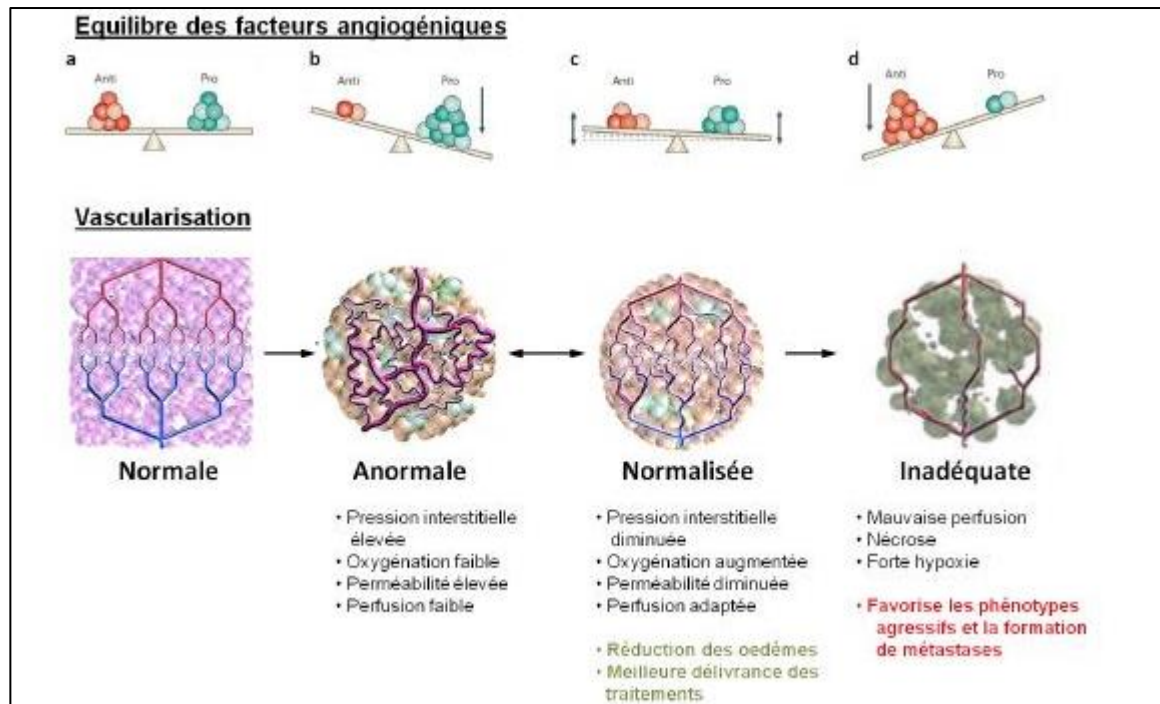 Equilibre des facteurs angiogéniques
a
b
c
d
Anti
Pro
Anti
Pro
Anti
Pro
Anti
Pro
Vascularisation
Normale
Anormale
Normalisée
Inadéquate
• Pression interstitielle
élevée
• Oxygénation faible
• Perméabilité élevée
• Perfusion faible
• Pression interstitielle
diminuée
• Oxygénation augmentée
• Perméabilité diminuée
• Perfusion adaptée
• Réduction des oedèmes
• Meilleure délivrance des
traitements
• Mauvaise perfusion
• Nécrose
• Forte hypoxie
• Favorise les phénotypes
agressifs et la formation
de métastases